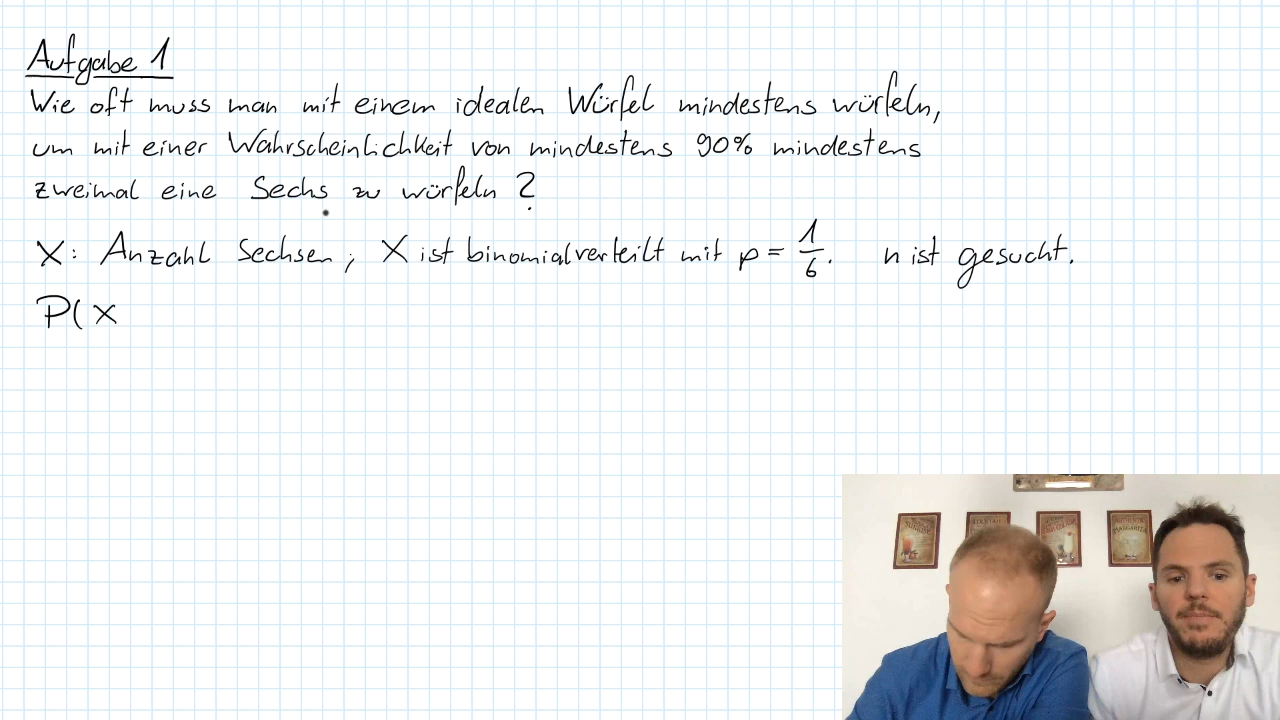 Aufgabe 1
Wie oft muss man mit einem idealen Würfel mindestens würfeln,
um mit einer Wahrscheinlichkeit von mindestens 90% mindestens
zweimal eine Sechs zu würfeln ?
X: Anzahl Sechsen, X ist binomialverteilt mit p = 1/6. n ist gesucht.
P( X
MARGARITA